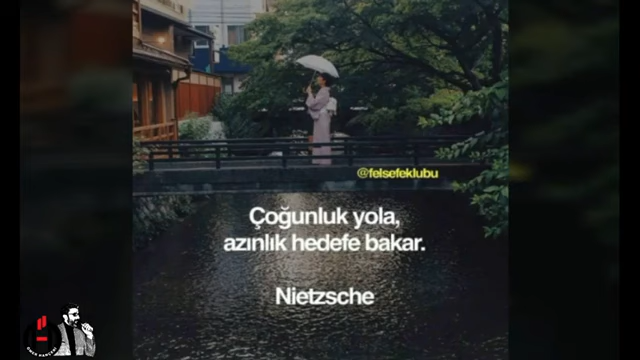 @felsefeklubu
Çoğunluk yola,
azınlık hedefe bakar.
Nietzsche